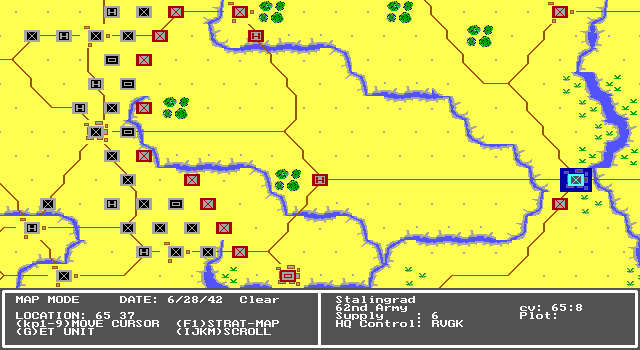 MAP MODE DATE: 6/28/42 Clear
LOCATION: 65 37
(kp1-9)MOVE CURSOR (F1)STRAT-MAP
(G)ET UNIT (IJKM)SCROLL
Stalingrad
62nd Army cv: 65:8
Supply : 6 Plot:
HQ Control: RVGK